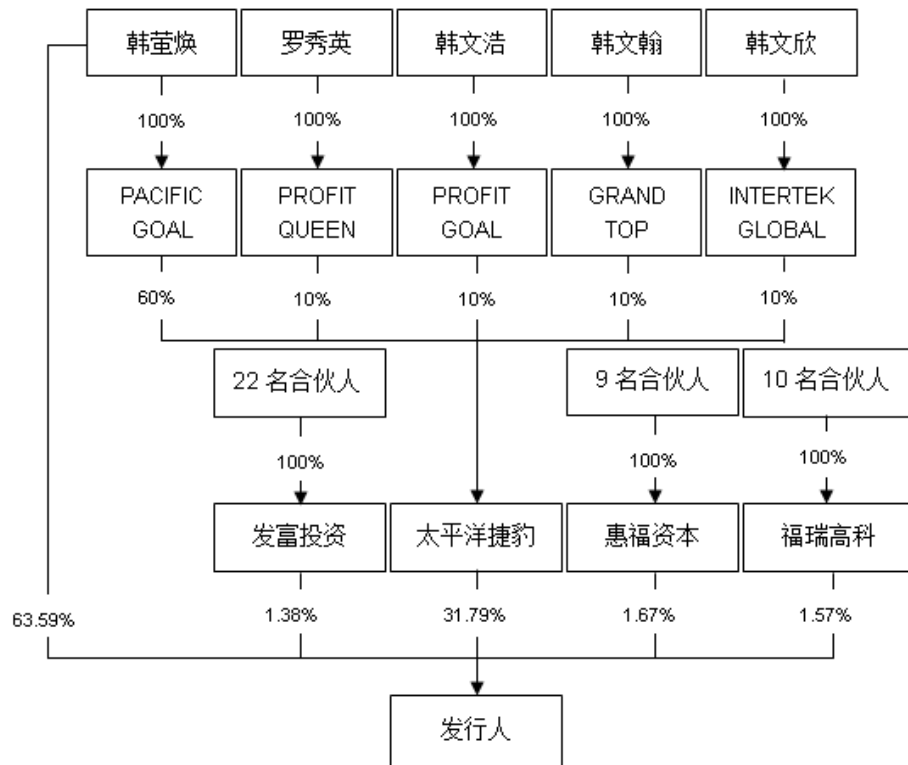 韩萤焕 罗秀英 韩文浩 韩文翰 韩文欣
100% 100% 100% 100% 100%
PACIFIC PROFIT PROFIT GRAND INTERTEK
GOAL QUEEN GOAL TOP GLOBAL
60% 10% 10% 10% 10%
22 名合伙人 9 名合伙人 10 名合伙人
100% 100% 100%
发富投资 太平洋捷豹 惠福资本 福瑞高科
63.59% 1.38% 31.79% 1.67% 1.57%
发行人